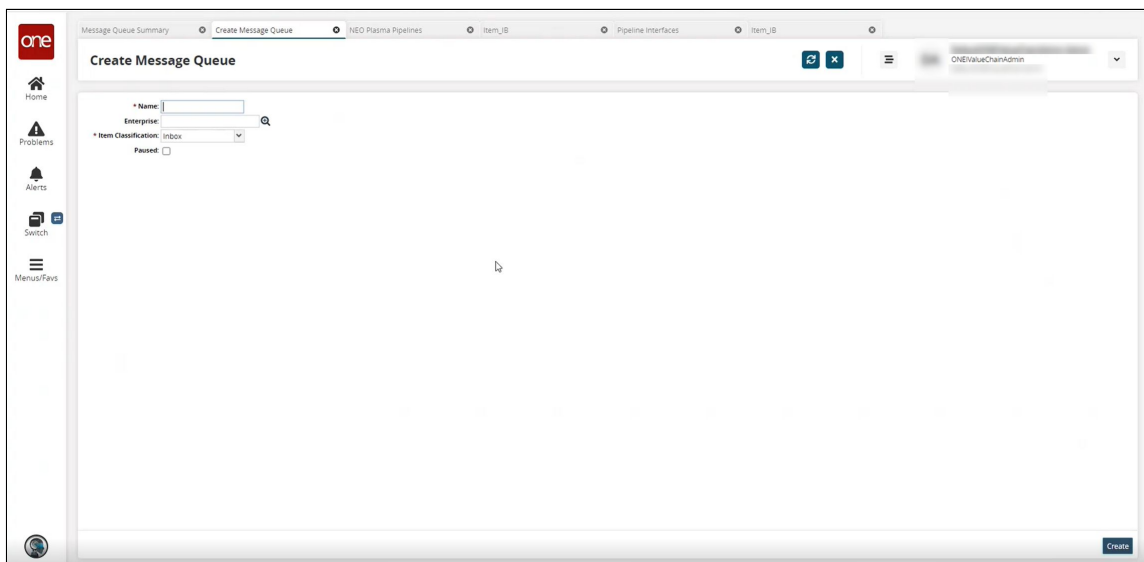 one
Message Queue Summary
Create Message Queue
NEO Plasma Pipelines
Item_IB
Pipeline Interfaces
Item_IB
Create Message Queue
ONEIValueChainAdmin
Home
Problems
Alerts
Switch
Menus/Favs
* Name:
Enterprise:
* Item Classification: Inbox
Paused:
Create